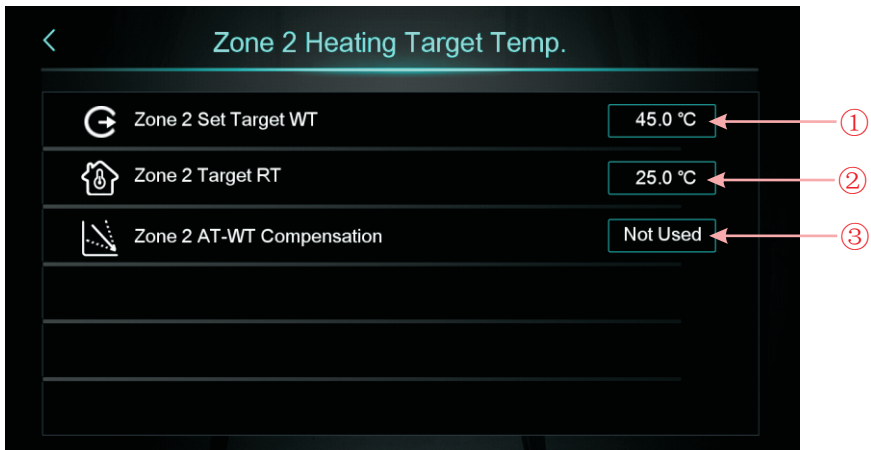 Zone 2 Heating Target Temp.
Zone 2 Set Target WT 45.0 ℃ ①
Zone 2 Target RT 25.0 ℃ ②
Zone 2 AT-WT Compensation Not Used ③